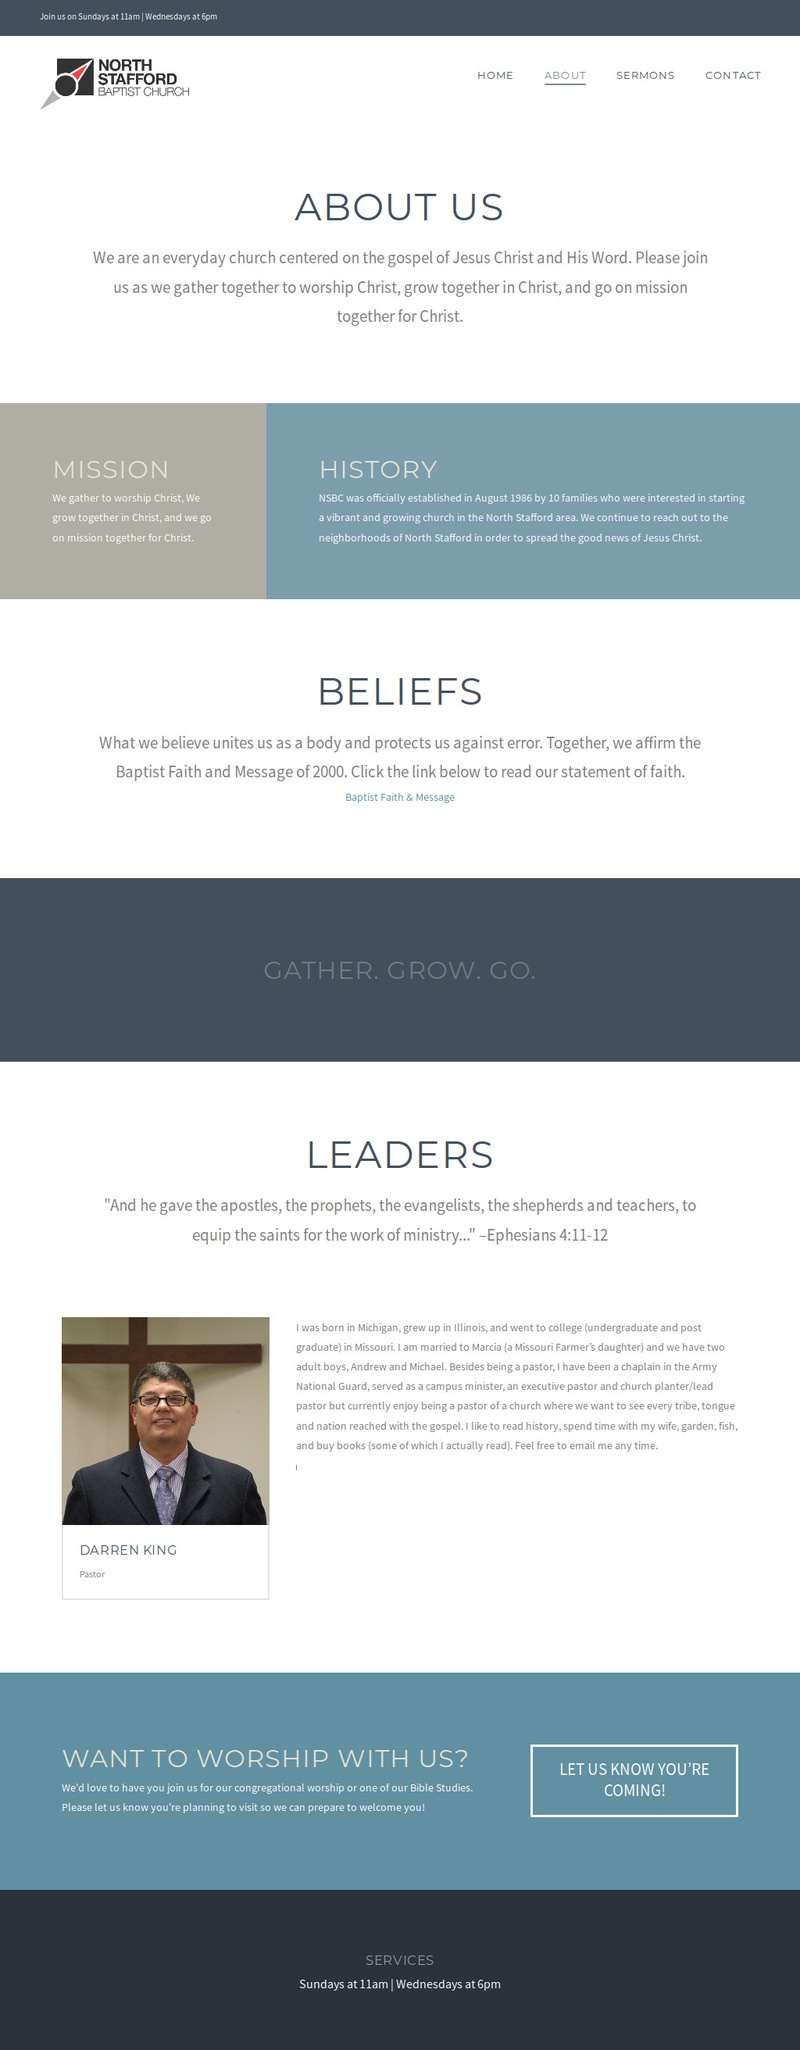 Join us on Sundays at 11am | Wednesdays at 6pm
NORTH
STAFFORD
BAPTIST CHURCH
HOME
ABOUT
SERMONS
CONTACT
ABOUT US
We are an everyday church centered on the gospel of Jesus Christ and His Word. Please join
us as we gather together to worship Christ, grow together in Christ, and go on mission
together for Christ.
MISSION
We gather to worship Christ, We
grow together in Christ, and we go
on mission together for Christ.
HISTORY
NSBC was officially established in August 1986 by 10 families who were interested in starting
a vibrant and growing church in the North Stafford area. We continue to reach out to the
neighborhoods of North Stafford in order to spread the good news of Jesus Christ.
BELIEFS
What we believe unites us as a body and protects us against error. Together, we affirm the
Baptist Faith and Message of 2000. Click the link below to read our statement of faith.
Baptist Faith & Message
GATHER. GROW. GO.
LEADERS
"And he gave the apostles, the prophets, the evangelists, the shepherds and teachers, to
equip the saints for the work of ministry..." –Ephesians 4:11-12
I was born in Michigan, grew up in Illinois, and went to college (undergraduate and post
graduate) in Missouri. I am married to Marcia (a Missouri Farmer's daughter) and we have two
adult boys, Andrew and Michael. Besides being a pastor, I have been a chaplain in the Army
National Guard, served as a campus minister, an executive pastor and church planter/lead
pastor but currently enjoy being a pastor of a church where we want to see every tribe, tongue
and nation reached with the gospel. I like to read history, spend time with my wife, garden, fish,
and buy books (some of which I actually read). Feel free to email me any time.
DARREN KING
Pastor
WANT TO WORSHIP WITH US?
We'd love to have you join us for our congregational worship or one of our Bible Studies.
Please let us know you're planning to visit so we can prepare to welcome you!
LET US KNOW YOU'RE
COMING!
SERVICES
Sundays at 11am | Wednesdays at 6pm